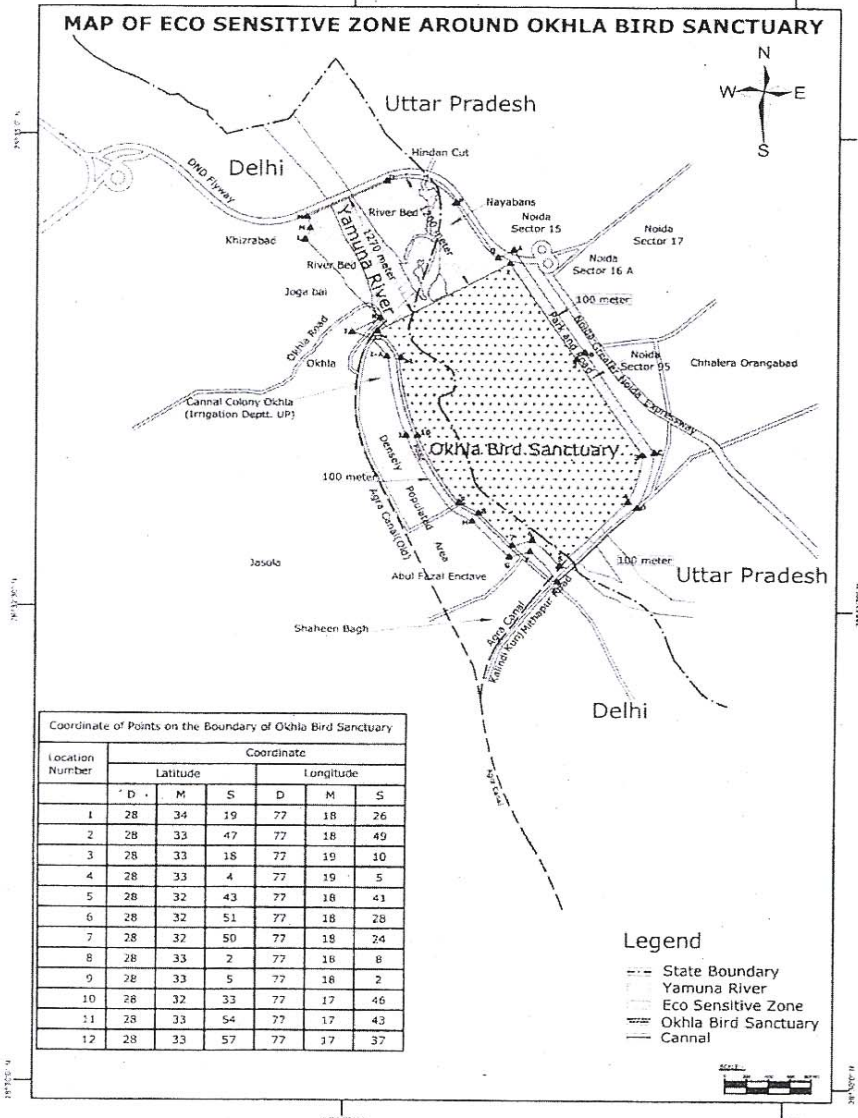 MAP OF ECO SENSITIVE ZONE AROUND OKHLA BIRD SANCTUARY
N
W E
S
Uttar Pradesh
Delhi
Hindan Cut
DND Flyway
Nayabans
River Bed
1200 meter
Noida
Sector 15
Noida
Sector 17
Khizrabad
Yamuna River
1270 meter
River Bed
Noida
Sector 16 A
Joga bai
100 meter
Okhla Road
Okhla
Park and Road
Noida-Greater Noida Expressway
Noida
Sector 95
Chhalera Orangabad
Cannal Colony Okhla
(Irrigation Deptt. UP)
Okhla Bird Sanctuary
Densely
Populated
Area
100 meter
Agra Canal(Old)
Jasola
Abul Fazal Enclave
100 meter
Uttar Pradesh
Shaheen Bagh
Agra Canal
Kalindi Kunj Mithapur Road
Delhi
Agra Canal
Coordinate of Points on the Boundary of Okhla Bird Sanctuary
Location
Number
Coordinate
Latitude Longitude
D M S D M S
1 28 34 19 77 18 26
2 28 33 47 77 18 49
3 28 33 18 77 19 10
4 28 33 4 77 19 5
5 28 32 43 77 18 41
6 28 32 51 77 18 28
7 28 32 50 77 18 24
8 28 33 2 77 18 8
9 28 33 5 77 18 2
10 28 32 33 77 17 46
11 28 33 54 77 17 43
12 28 33 57 77 17 37
Legend
State Boundary
Yamuna River
Eco Sensitive Zone
Okhla Bird Sanctuary
Cannal